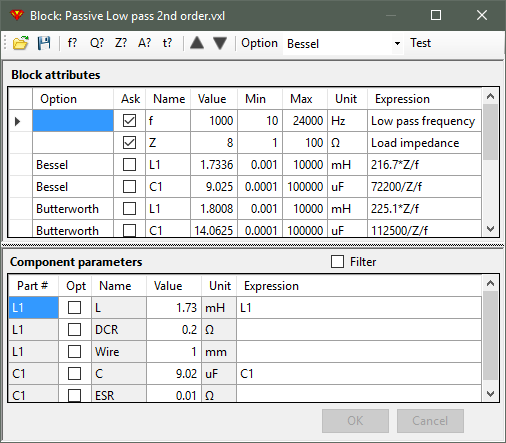 Block: Passive Low pass 2nd order.vxl
f? Q? Z? A? t? Option Bessel Test
Block attributes
Option Ask Name Value Min Max Unit Expression
f 1000 10 24000 Hz Low pass frequency
Z 8 1 100 Ω Load impedance
Bessel L1 1.7336 0.001 10000 mH 216.7*Z/f
Bessel C1 9.025 0.0001 100000 uF 72200/Z/f
Butterworth L1 1.8008 0.001 10000 mH 225.1*Z/f
Butterworth C1 14.0625 0.0001 100000 uF 112500/Z/f
Component parameters Filter
Part # Opt Name Value Unit Expression
L1 L 1.73 mH L1
L1 DCR 0.2 Ω
L1 Wire 1 mm
C1 C 9.02 uF C1
C1 ESR 0.01 Ω
OK Cancel